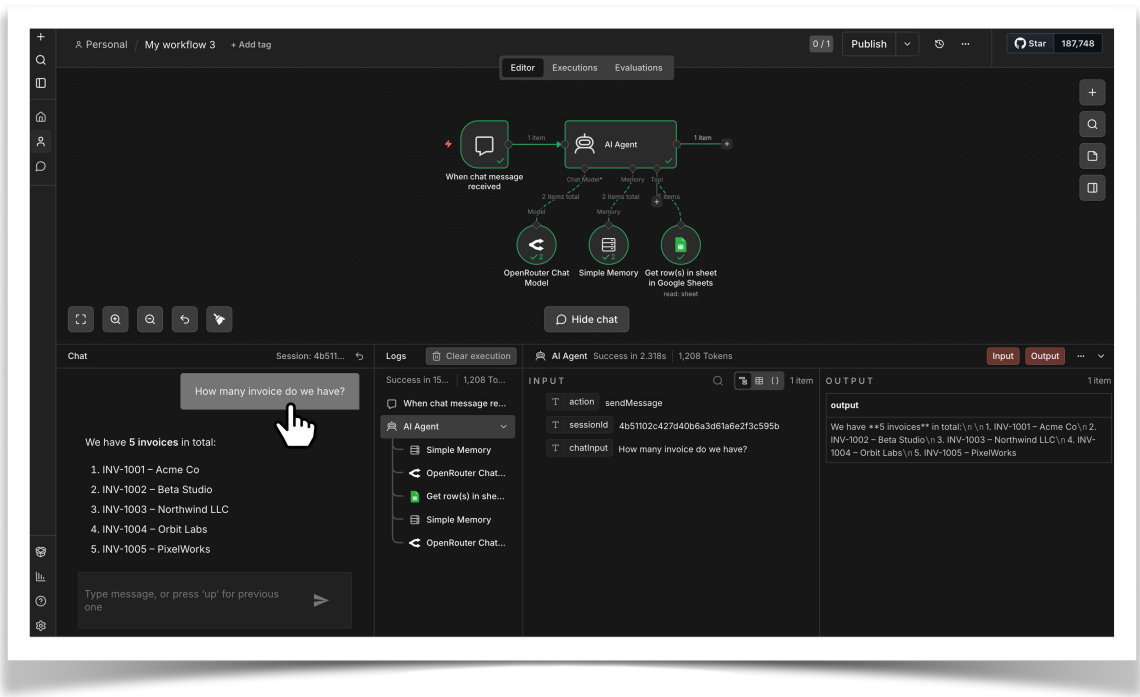 Personal / My workflow 3 + Add tag
0 / 1 Publish
Star 187,748
Editor Executions Evaluations
1 item
1 item
AI Agent
When chat message
received
Chat Model* Memory Tool
2 items total 2 items total items
Model Memory
2 2
OpenRouter Chat
Model
Simple Memory
Get row(s) in sheet
in Google Sheets
read: sheet
Hide chat
Chat Session: 4b511...
How many invoice do we have?
We have 5 invoices in total:
1. INV-1001 – Acme Co
2. INV-1002 – Beta Studio
3. INV-1003 – Northwind LLC
4. INV-1004 – Orbit Labs
5. INV-1005 – PixelWorks
Type message, or press ‘up’ for previous
one
Logs Clear execution
Success in 15... 1,208 To...
When chat message re...
AI Agent
Simple Memory
OpenRouter Chat...
Get row(s) in she...
Simple Memory
OpenRouter Chat...
AI Agent Success in 2.318s 1,208 Tokens
Input Output ...
INPUT 1 item
T action sendMessage
T sessionId 4b51102c427d40b6a3d61a6e2f3c595b
T chatInput How many invoice do we have?
OUTPUT 1 item
output
We have **5 invoices** in total:\n \n 1. INV-1001 – Acme Co\n 2.
INV-1002 – Beta Studio\n 3. INV-1003 – Northwind LLC\n 4. INV-
1004 – Orbit Labs\n 5. INV-1005 – PixelWorks